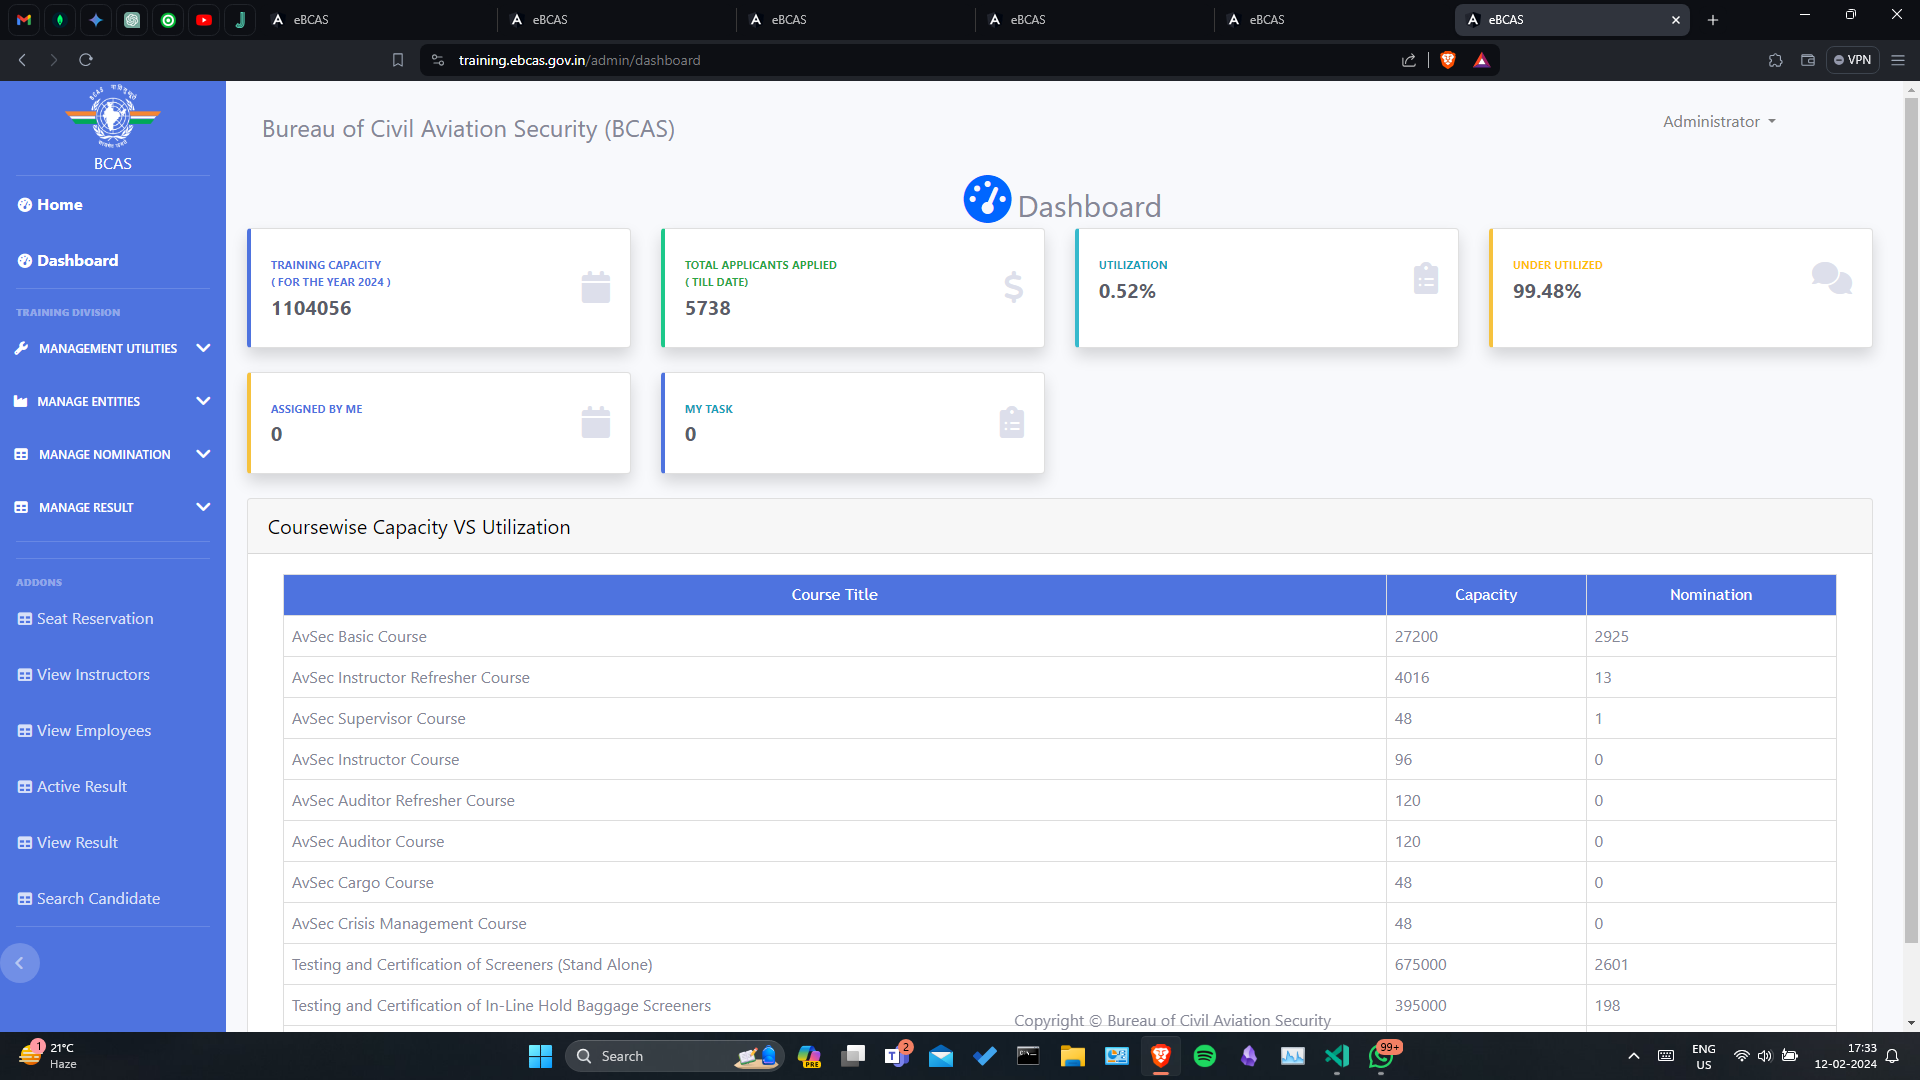 eBCAS
eBCAS
eBCAS
eBCAS
eBCAS
eBCAS
training.ebcas.gov.in/admin/dashboard
VPN
BCAS
Home
Dashboard
TRAINING DIVISION
MANAGEMENT UTILITIES
MANAGE ENTITIES
MANAGE NOMINATION
MANAGE RESULT
ADDONS
Seat Reservation
View Instructors
View Employees
Active Result
View Result
Search Candidate
Bureau of Civil Aviation Security (BCAS)
Administrator
Dashboard
TRAINING CAPACITY
( FOR THE YEAR 2024 )
1104056
TOTAL APPLICANTS APPLIED
( TILL DATE)
5738
UTILIZATION
0.52%
UNDER UTILIZED
99.48%
ASSIGNED BY ME
0
MY TASK
0
Coursewise Capacity VS Utilization
Course Title Capacity Nomination
AvSec Basic Course 27200 2925
AvSec Instructor Refresher Course 4016 13
AvSec Supervisor Course 48 1
AvSec Instructor Course 96 0
AvSec Auditor Refresher Course 120 0
AvSec Auditor Course 120 0
AvSec Cargo Course 48 0
AvSec Crisis Management Course 48 0
Testing and Certification of Screeners (Stand Alone) 675000 2601
Testing and Certification of In-Line Hold Baggage Screeners 395000 198
Copyright © Bureau of Civil Aviation Security
1
21°C
Haze
Search
PRE
2
99+
ENG
US
17:33
12-02-2024